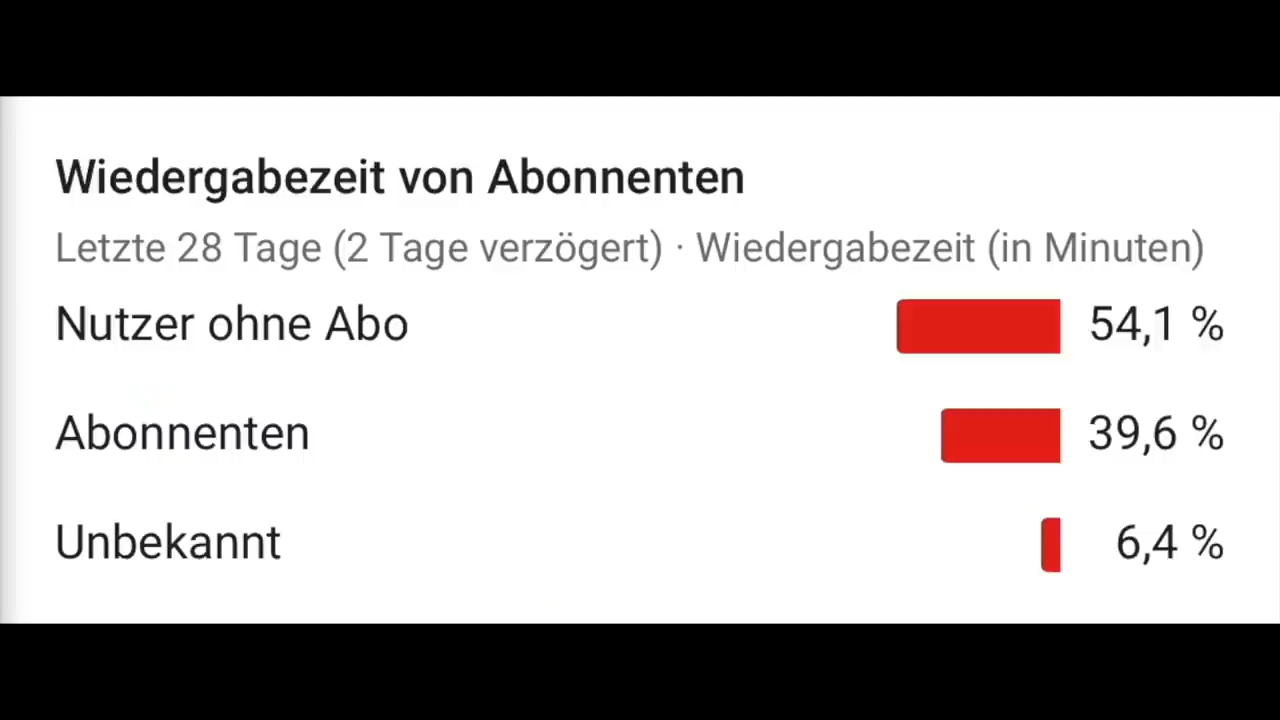 Wiedergabezeit von Abonnenten
Letzte 28 Tage (2 Tage verzögert) · Wiedergabezeit (in Minuten)
Nutzer ohne Abo 54,1 %
Abonnenten 39,6 %
Unbekannt 6,4 %